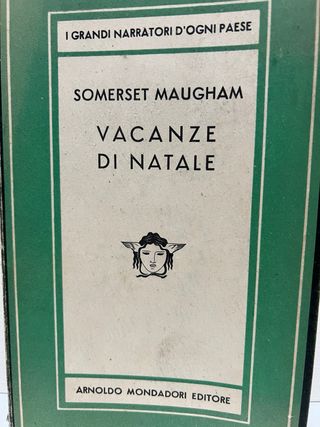 I GRANDI NARRATORI D'OGNI PAESE
SOMERSET MAUGHAM
VACANZE
DI NATALE
ARNOLDO MONDADORI EDITORE